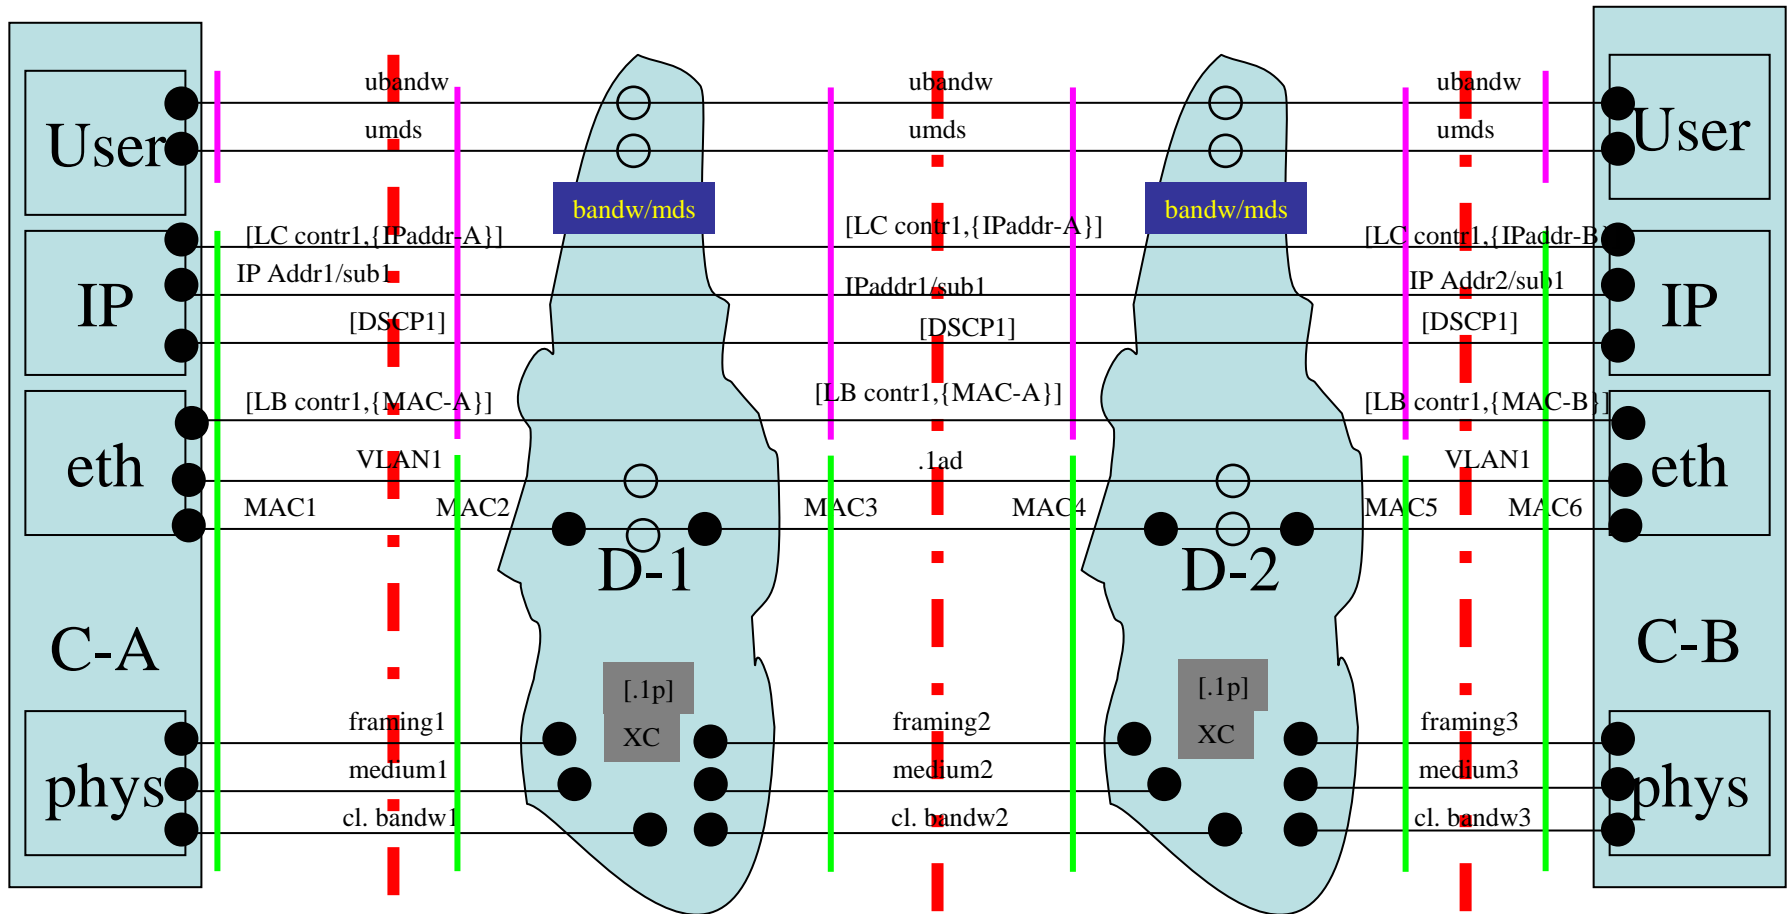 ubandw ubandw ubandw
umds umds umds
User User
bandw/mds bandw/mds
[LC contr1,{IPaddr-A}] [LC contr1,{IPaddr-A}] [LC contr1,{IPaddr-B}
IP Addr1/sub1 IPaddr1/sub1 IP Addr2/sub1
IP IP
[DSCP1] [DSCP1] [DSCP1]
[LB contr1,{MAC-A}] [LB contr1,{MAC-A}] [LB contr1,{MAC-B}]
eth VLAN1 .1ad VLAN1 eth
MAC1 MAC2 MAC3 MAC4 MAC5 MAC6
D-1 D-2
C-A C-B
[.1p] [.1p]
framing1 XC framing2 XC framing3
medium1 medium2 medium3
phys phys
cl. bandw1 cl. bandw2 cl. bandw3